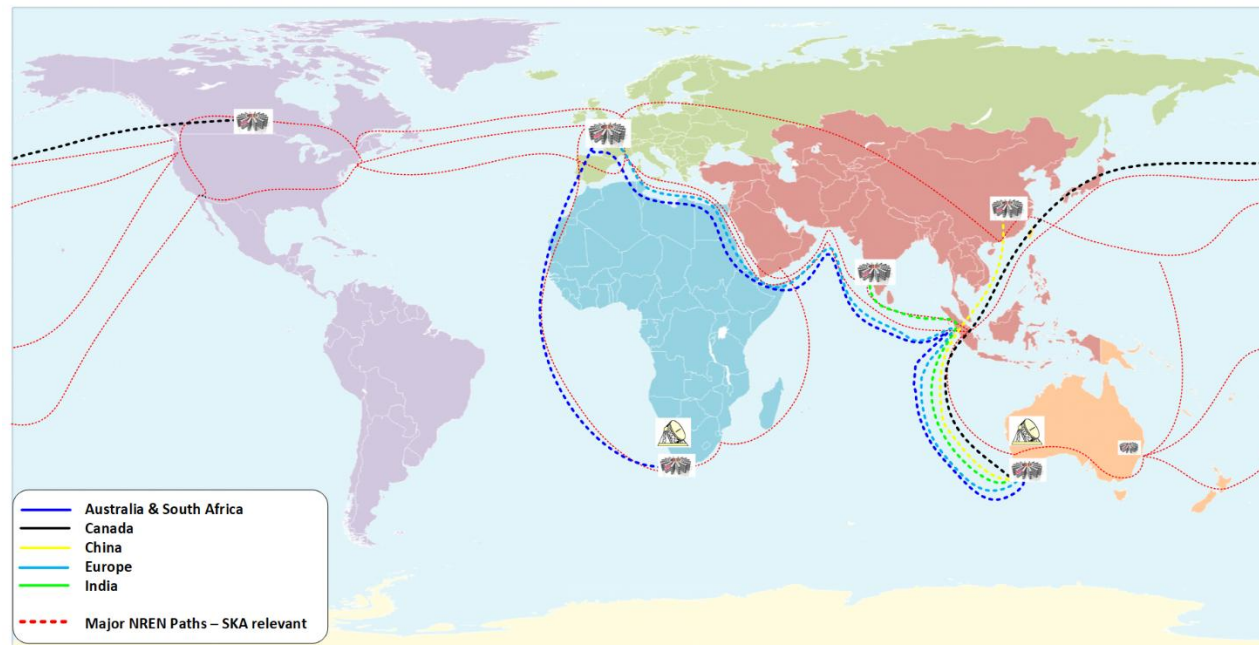 Australia & South Africa
Canada
China
Europe
India
Major NREN Paths – SKA relevant